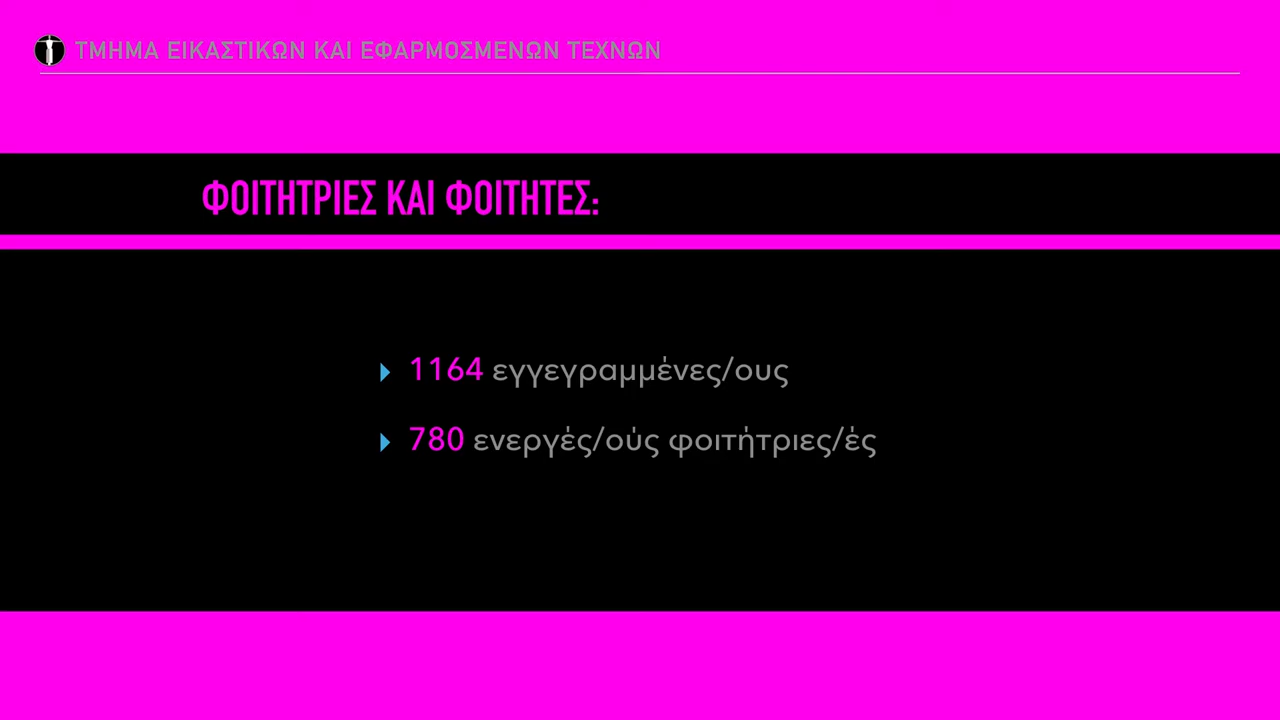 ΤΜΗΜΑ ΕΙΚΑΣΤΙΚΩΝ ΚΑΙ ΕΦΑΡΜΟΣΜΕΝΩΝ ΤΕΧΝΩΝ
ΦΟΙΤΗΤΡΙΕΣ ΚΑΙ ΦΟΙΤΗΤΕΣ:
1164 εγγεγραμμένες/ους
780 ενεργές/ούς φοιτήτριες/ές